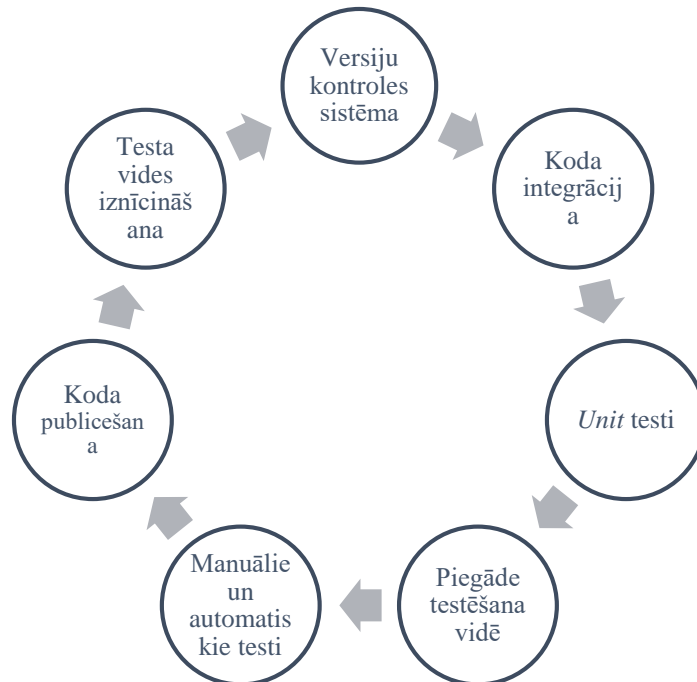 Versiju
kontroles
sistēma
Koda
integrācij
a
Unit testi
Piegāde
testēšana
vidē
Manuālie
un
automatis
kie testi
Koda
publicešan
a
Testa
vides
iznīcināš
ana